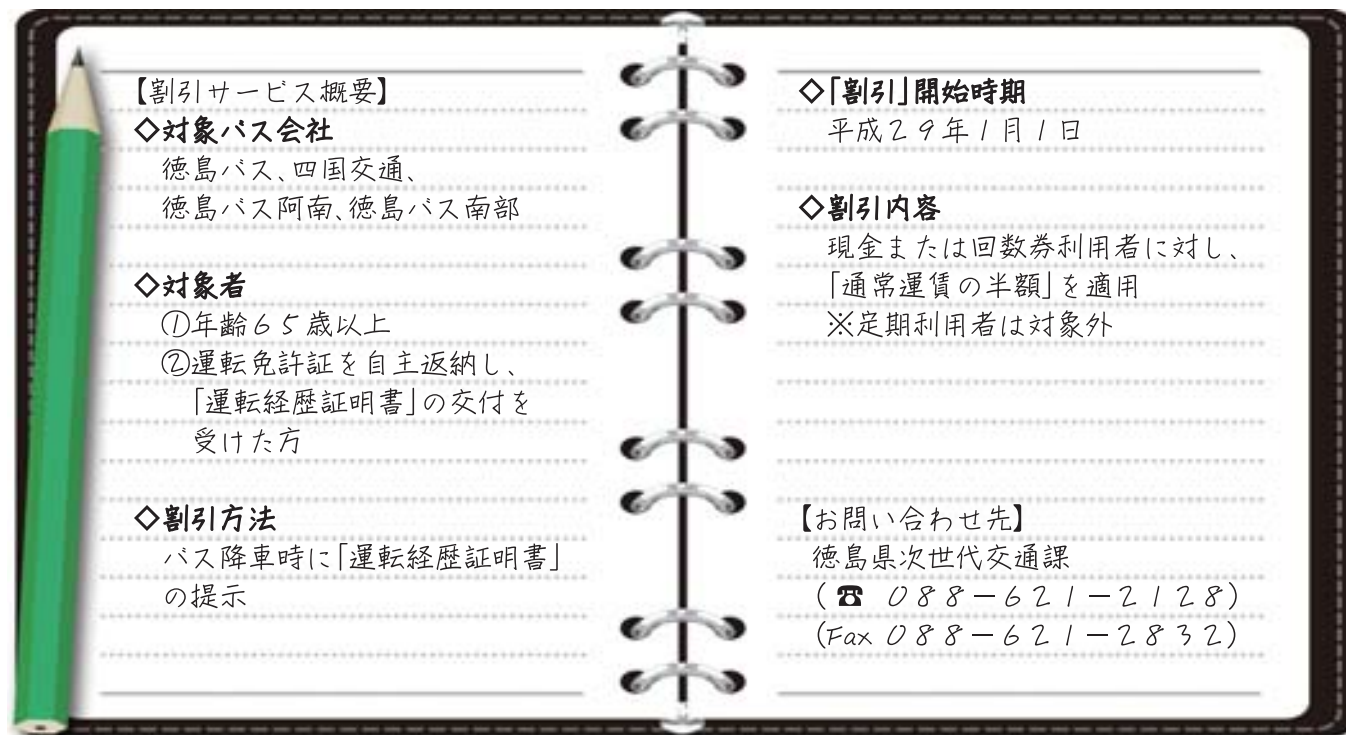 【割引サービス概要】
◇対象バス会社
徳島バス、四国交通、
徳島バス阿南、徳島バス南部
◇対象者
①年齢65歳以上
②運転免許証を自主返納し、
「運転経歴証明書」の交付を
受けた方
◇割引方法
バス降車時に「運転経歴証明書」
の提示
◇「割引」開始時期
平成29年1月1日
◇割引内容
現金または回数券利用者に対し、
「通常運賃の半額」を適用
※定期利用者は対象外
【お問い合わせ先】
徳島県次世代交通課
(☎ 088-621-2128)
(Fax 088-621-2832)